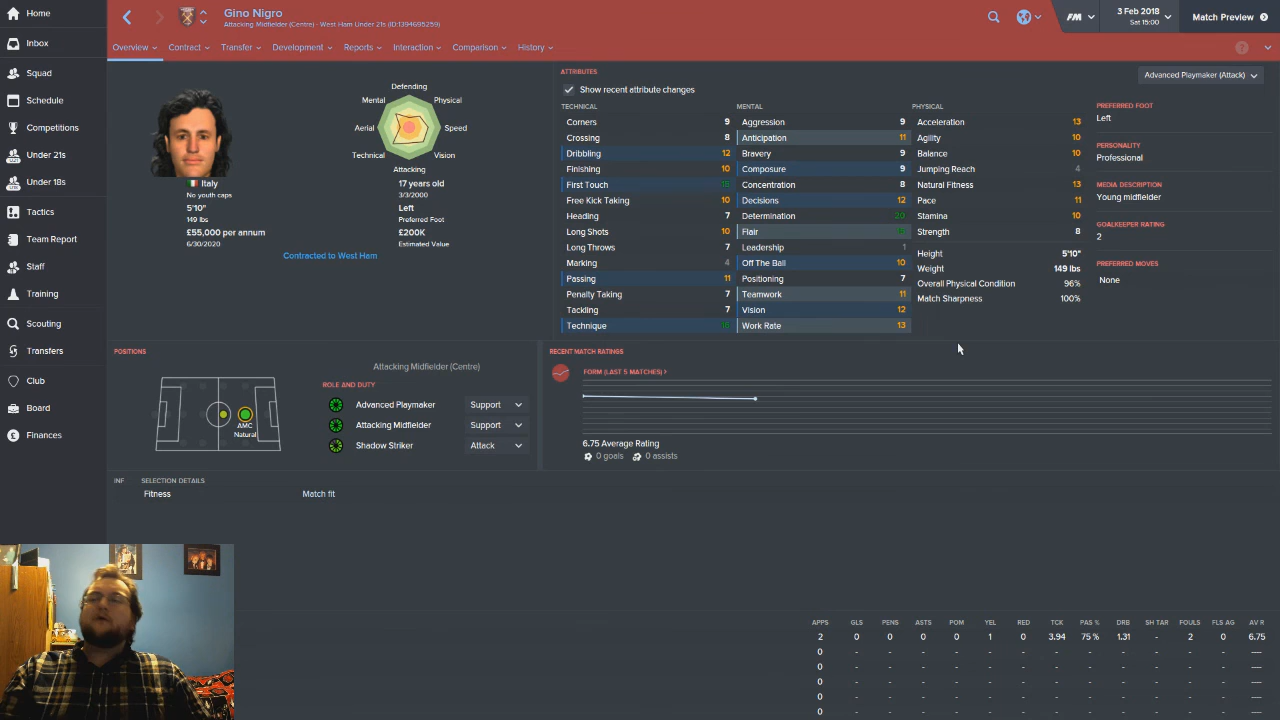 Home
Inbox
Squad
Schedule
Competitions
Under 21s
Under 18s
Tactics
Team Report
Staff
Training
Scouting
Transfers
Club
Board
Finances
Gino Nigro
Attacking Midfielder (Centre) - West Ham Under 21s (ID:1394695259)
FM
3 Feb 2018
Sat 15:00
Match Preview
Overview
Contract
Transfer
Development
Reports
Interaction
Comparison
History
Defending
Mental
Physical
Aerial
Speed
Technical
Vision
Attacking
Italy
No youth caps
5'10"
149 lbs
£55,000 per annum
6/30/2020
17 years old
3/3/2000
Left
Preferred Foot
£200K
Estimated Value
Contracted to West Ham
ATTRIBUTES
Advanced Playmaker (Attack)
Show recent attribute changes
TECHNICAL
Corners 9
Crossing 8
Dribbling 12
Finishing 10
First Touch
Free Kick Taking 10
Heading 7
Long Shots 10
Long Throws 7
Marking 4
Passing 11
Penalty Taking 7
Tackling 7
Technique
MENTAL
Aggression 9
Anticipation 11
Bravery 9
Composure 9
Concentration 8
Decisions 12
Determination 20
Flair
Leadership 1
Off The Ball 10
Positioning 7
Teamwork 11
Vision 12
Work Rate 13
PHYSICAL
Acceleration 13
Agility 10
Balance 10
Jumping Reach 4
Natural Fitness 13
Pace 11
Stamina 10
Strength 8
Height 5'10"
Weight 149 lbs
Overall Physical Condition 96%
Match Sharpness 100%
PREFERRED FOOT
Left
PERSONALITY
Professional
MEDIA DESCRIPTION
Young midfielder
GOALKEEPER RATING
2
PREFERRED MOVES
None
POSITIONS
AMC
Natural
Attacking Midfielder (Centre)
ROLE AND DUTY
Advanced Playmaker Support
Attacking Midfielder Support
Shadow Striker Attack
RECENT MATCH RATINGS
FORM (LAST 5 MATCHES) >
6.75 Average Rating
0 goals 0 assists
INF SELECTION DETAILS
Fitness Match fit
APPS GLS PENS ASTS POM YEL RED TCK PAS % DRB SH TAR FOULS FLS AG AV R
2 0 0 0 0 1 0 3.94 75 % 1.31 - 2 0 6.75
0 - - - - - - - - - - - - ----
0 - - - - - - - - - - - - ----
0 - - - - - - - - - - - - ----
0 - - - - - - - - - - - - ----
0 - - - - - - - - - - - - ----